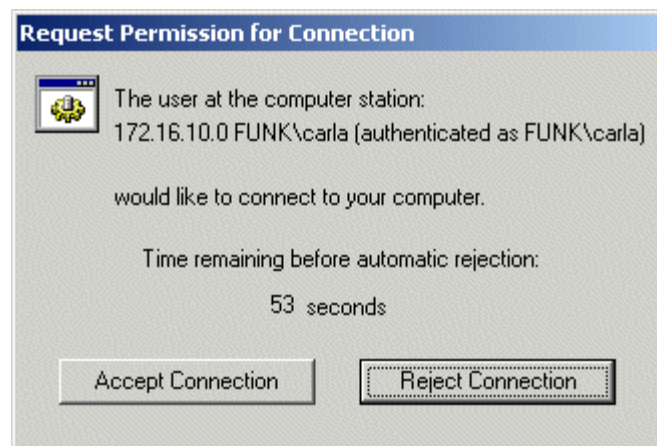 Request Permission for Connection
The user at the computer station:
172.16.10.0 FUNK\carla (authenticated as FUNK\carla)
would like to connect to your computer.
Time remaining before automatic rejection:
53 seconds
Accept Connection
Reject Connection